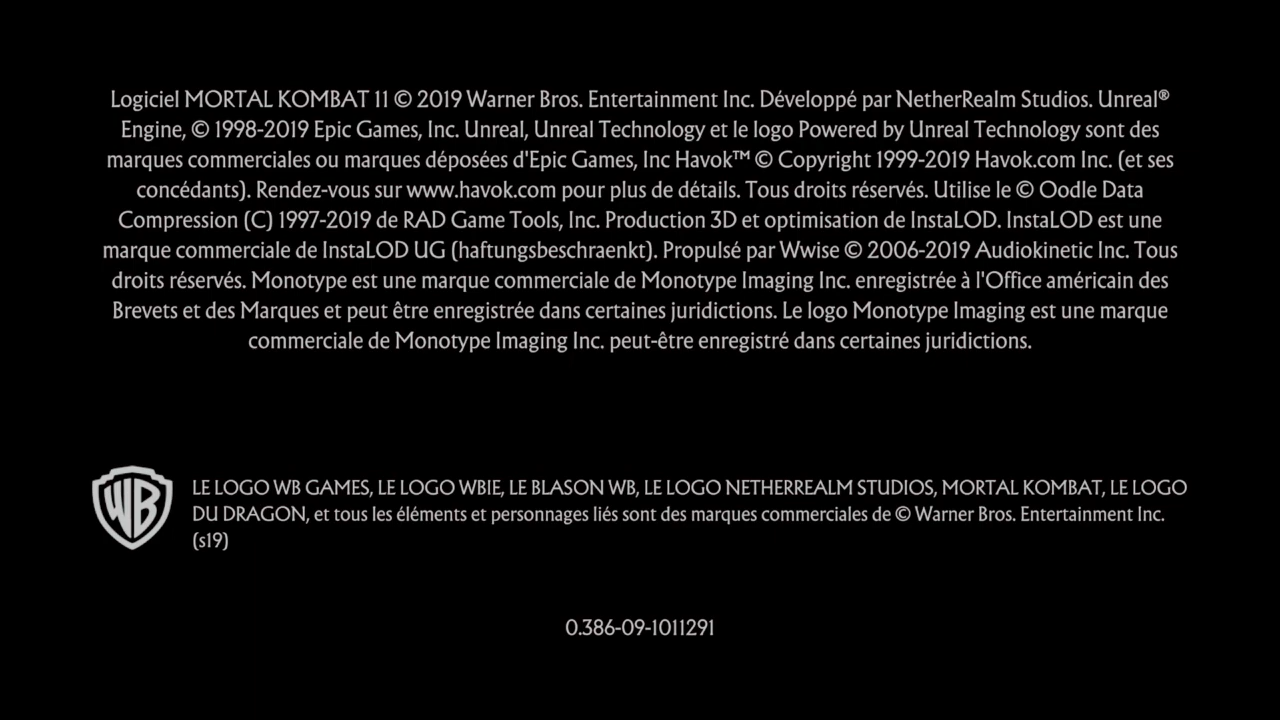 Logiciel MORTAL KOMBAT 11 © 2019 Warner Bros. Entertainment Inc. Développé par NetherRealm Studios. Unreal®
Engine, © 1998-2019 Epic Games, Inc. Unreal, Unreal Technology et le logo Powered by Unreal Technology sont des
marques commerciales ou marques déposées d'Epic Games, Inc Havok™ © Copyright 1999-2019 Havok.com Inc. (et ses
concédants). Rendez-vous sur www.havok.com pour plus de détails. Tous droits réservés. Utilise le © Oodle Data
Compression (C) 1997-2019 de RAD Game Tools, Inc. Production 3D et optimisation de InstaLOD. InstaLOD est une
marque commerciale de InstaLOD UG (haftungsbeschraenkt). Propulsé par Wwise © 2006-2019 Audiokinetic Inc. Tous
droits réservés. Monotype est une marque commerciale de Monotype Imaging Inc. enregistrée à l'Office américain des
Brevets et des Marques et peut être enregistrée dans certaines juridictions. Le logo Monotype Imaging est une marque
commerciale de Monotype Imaging Inc. peut-être enregistré dans certaines juridictions.
WB
LE LOGO WB GAMES, LE LOGO WBIE, LE BLASON WB, LE LOGO NETHERREALM STUDIOS, MORTAL KOMBAT, LE LOGO
DU DRAGON, et tous les éléments et personnages liés sont des marques commerciales de © Warner Bros. Entertainment Inc.
(s19)
0.386-09-1011291